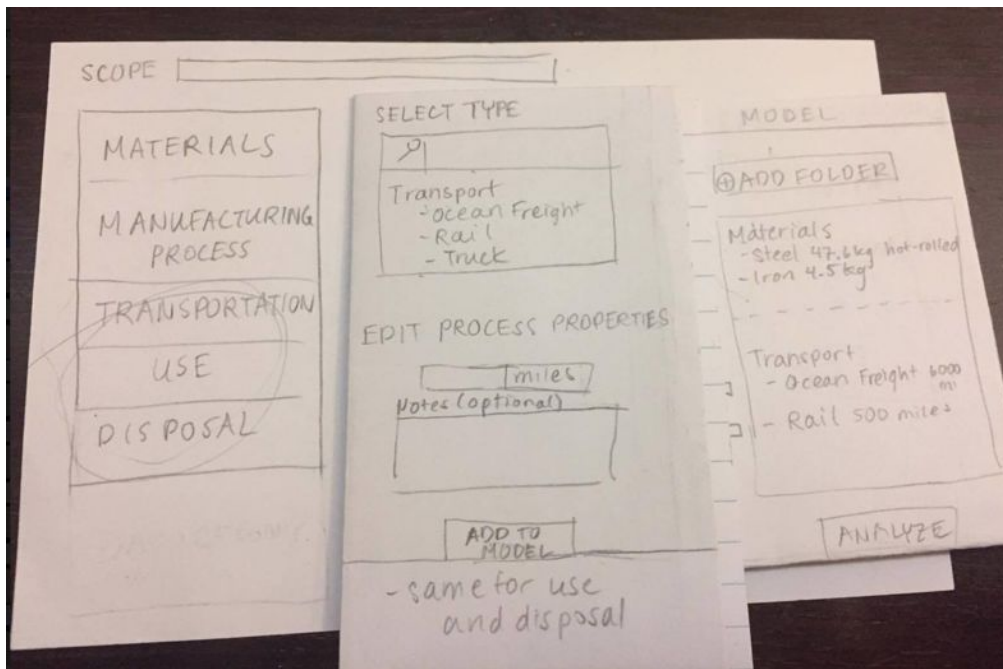 SCOPE
MATERIALS
MANUFACTURING
PROCESS
TRANSPORTATION
USE
DISPOSAL
SELECT TYPE
Transport
- Ocean Freight
- Rail
- Truck
EDIT PROCESS PROPERTIES
miles
Notes (optional)
ADD TO
MODEL
- same for use
and disposal
MODEL
ADD FOLDER
Materials
- Steel 47.6kg hot-rolled
- Iron 4.5kg
Transport
- Ocean Freight 6000
mi
- Rail 500 miles
ANALYZE